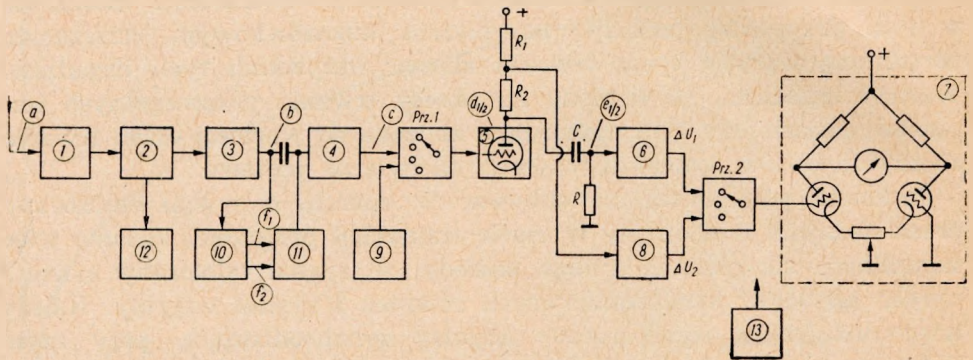 +
R₁
R₂
a
b
c
Prz.1
d1/2
5
C
e1/2
R
1
2
3
4
6
ΔU₁
Prz.2
7
+
12
10
f₁
f₂
11
9
8
ΔU₂
13